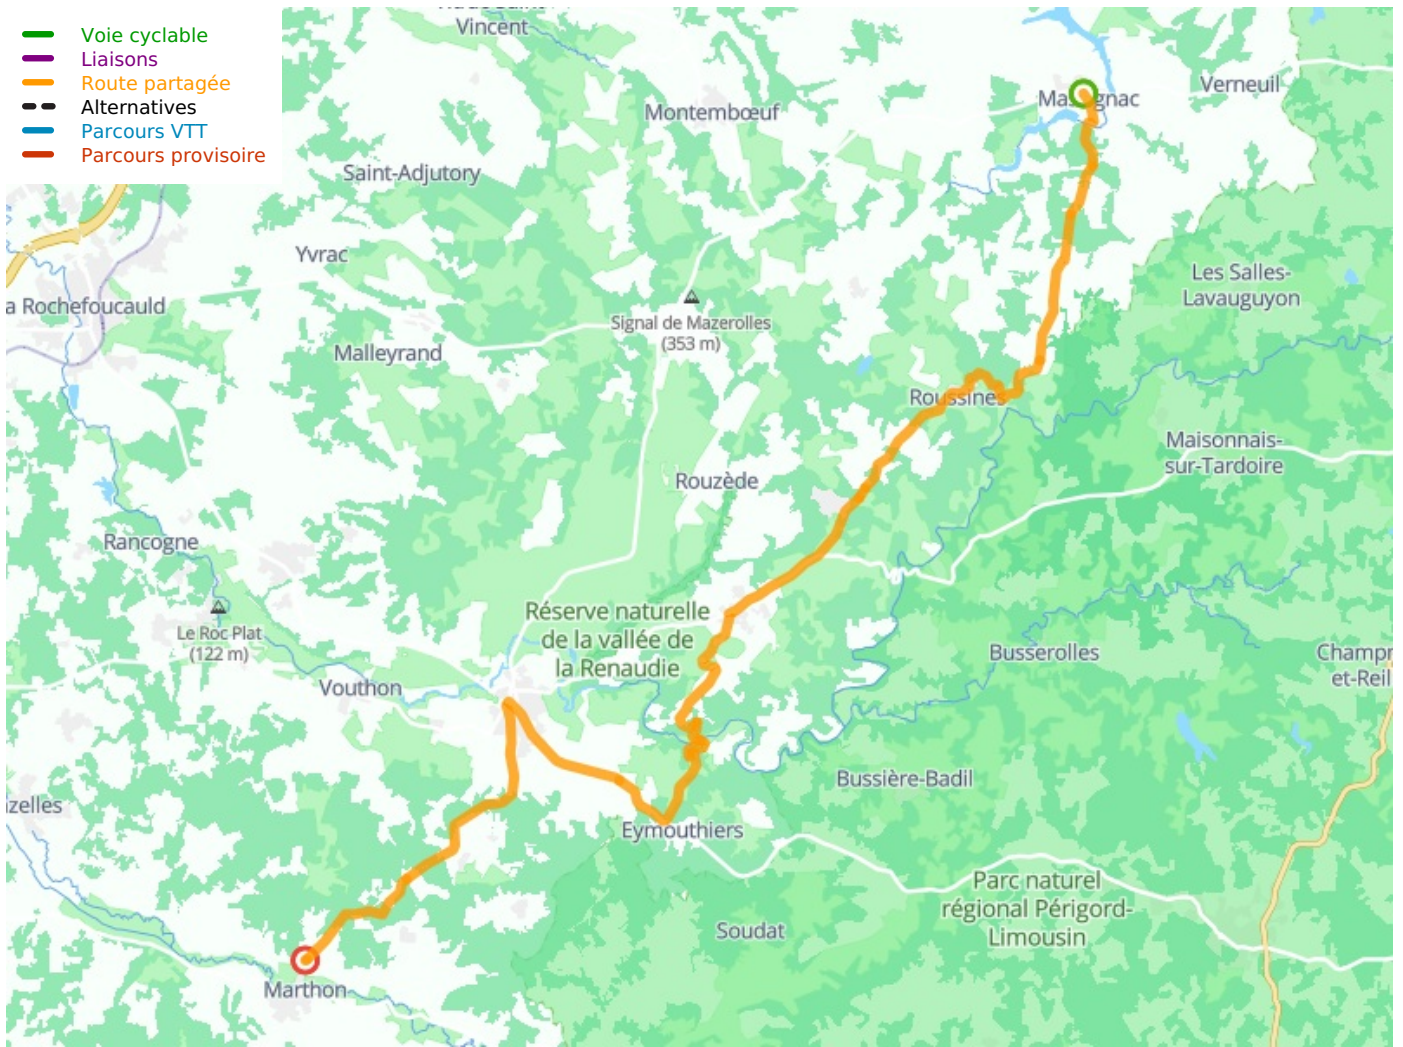 Voie cyclable
Liaisons
Route partagée
Alternatives
Parcours VTT
Parcours provisoire
Vincent
Montembœuf
Massignac
Verneuil
Saint-Adjutory
Yvrac
Les Salles-
Lavauguyon
a Rochefoucauld
Signal de Mazerolles
(353 m)
Malleyrand
Roussines
Maisonnais-
sur-Tardoire
Rouzède
Rancogne
Réserve naturelle
de la vallée de
la Renaudie
Le Roc Plat
(122 m)
Busserolles
Champr
et-Reil
Vouthon
Bussière-Badil
zelles
Eymouthiers
Parc naturel
régional Périgord-
Limousin
Soudat
Marthon